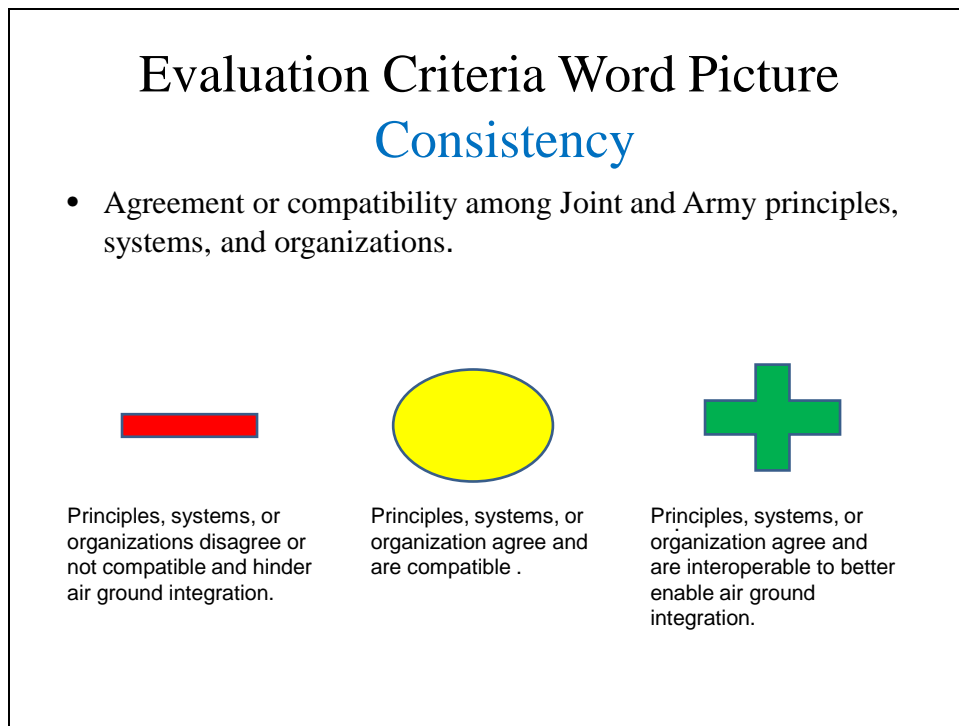 Evaluation Criteria Word Picture
Consistency
• Agreement or compatibility among Joint and Army principles,
systems, and organizations.
Principles, systems, or
organizations disagree or
not compatible and hinder
air ground integration.
Principles, systems, or
organization agree and
are compatible .
Principles, systems, or
organization agree and
are interoperable to better
enable air ground
integration.